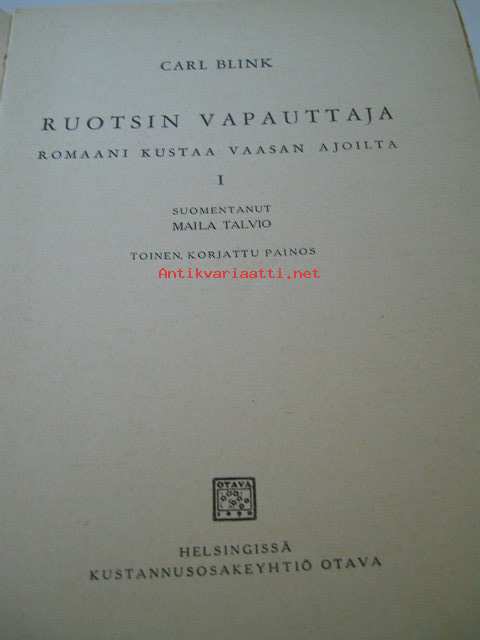 CARL BLINK
RUOTSIN VAPAUTTAJA
ROMAANI KUSTAA VAASAN AJOILTA
I
SUOMENTANUT
MAILA TALVIO
TOINEN, KORJATTU PAINOS
Antikvariaatti.net
OTAVA
1890
HELSINGISSÄ
KUSTANNUSOSAKEYHTIÖ OTAVA